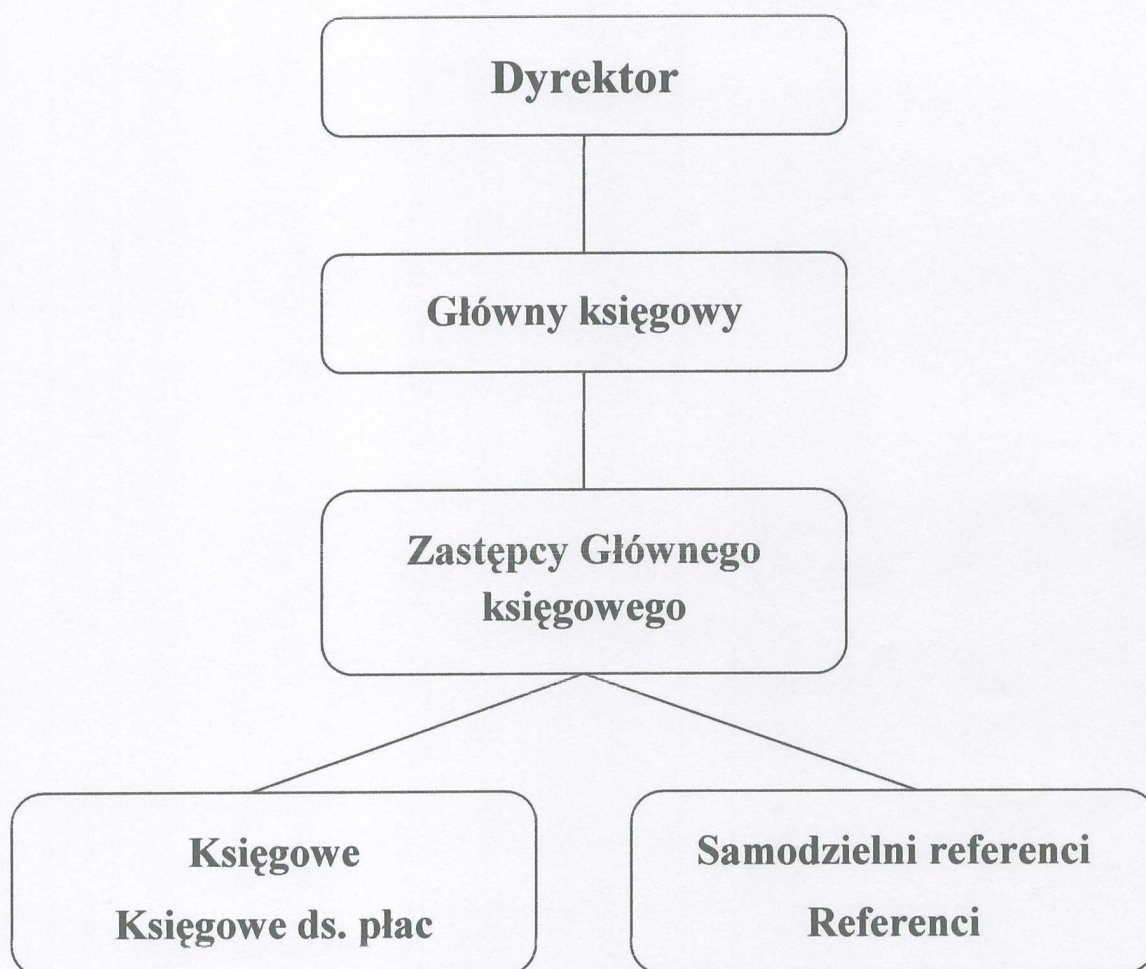 Dyrektor
Główny księgowy
Zastępcy Głównego
księgowego
Księgowe
Księgowe ds. płac
Samodzielni referenci
Referenci